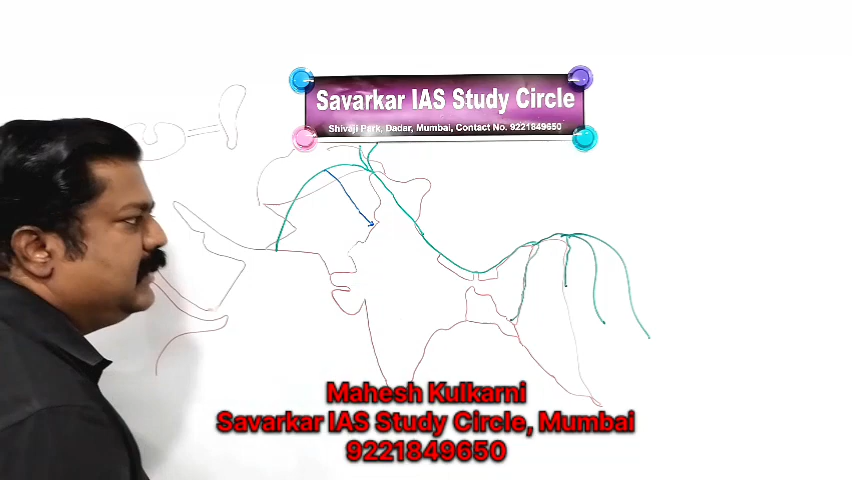 Savarkar IAS Study Circle
Shivaji Park, Dadar, Mumbai, Contact No. 9221849650
Mahesh Kulkarni
Savarkar IAS Study Circle, Mumbai
9221849650